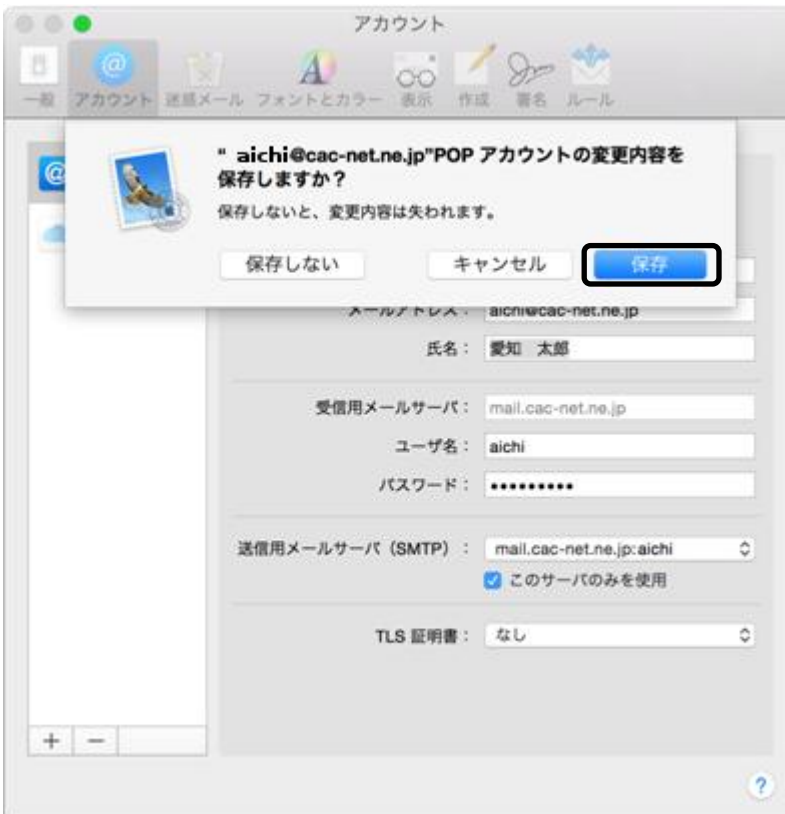 アカウント
一般 アカウント 迷惑メール フォントとカラー 表示 作成 署名 ルール
“ aichi@cac-net.ne.jp”POP アカウントの変更内容を
保存しますか？
保存しないと、変更内容は失われます。
保存しない キャンセル 保存
メールアドレス： aichi@cac-net.ne.jp
氏名： 愛知　太郎
受信用メールサーバ： mail.cac-net.ne.jp
ユーザ名： aichi
パスワード： •••••••••
送信用メールサーバ（SMTP）： mail.cac-net.ne.jp:aichi
このサーバのみを使用
TLS 証明書： なし
+ −
?